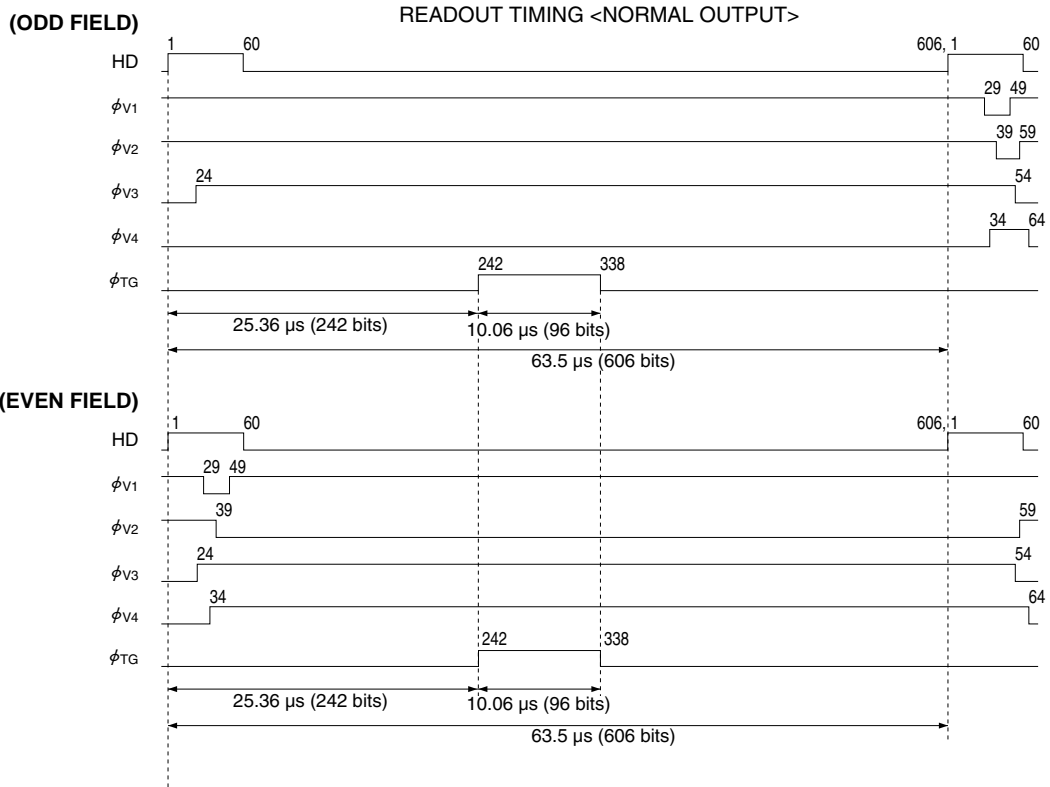 READOUT TIMING <NORMAL OUTPUT>
(ODD FIELD)
HD 1 60 606, 1 60
ϕV1 29 49
ϕV2 39 59
ϕV3 24 54
ϕV4 34 64
ϕTG 242 338
25.36 µs (242 bits) 10.06 µs (96 bits)
63.5 µs (606 bits)
(EVEN FIELD)
HD 1 60 606, 1 60
ϕV1 29 49
ϕV2 39 59
ϕV3 24 54
ϕV4 34 64
ϕTG 242 338
25.36 µs (242 bits) 10.06 µs (96 bits)
63.5 µs (606 bits)